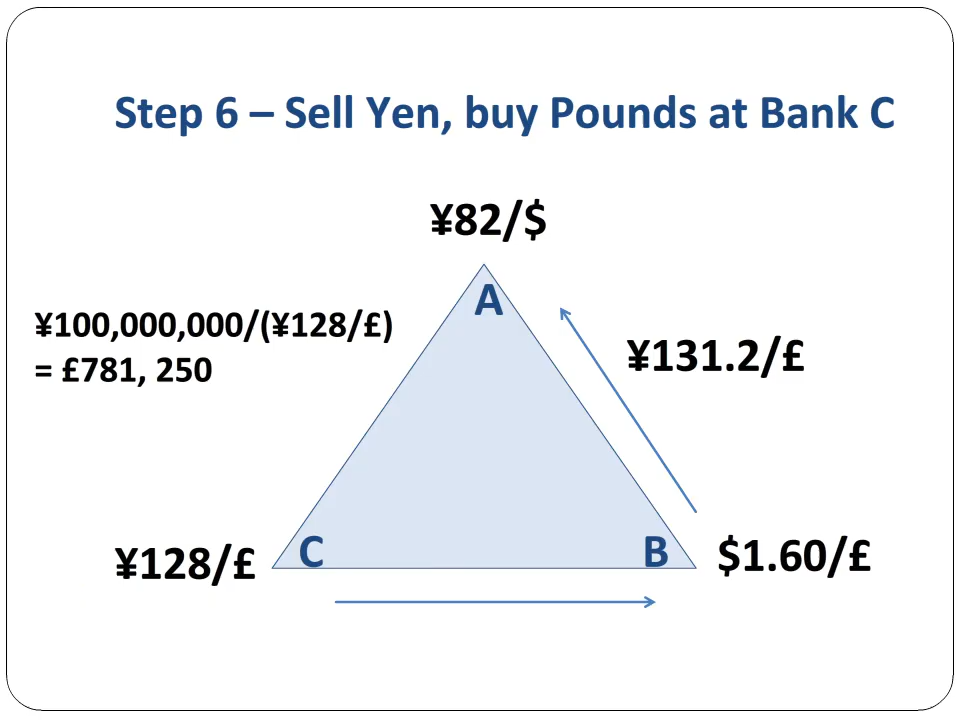 Step 6 – Sell Yen, buy Pounds at Bank C
¥82/$
A
¥100,000,000/(¥128/£)
= £781, 250
¥131.2/£
¥128/£
C
B
$1.60/£